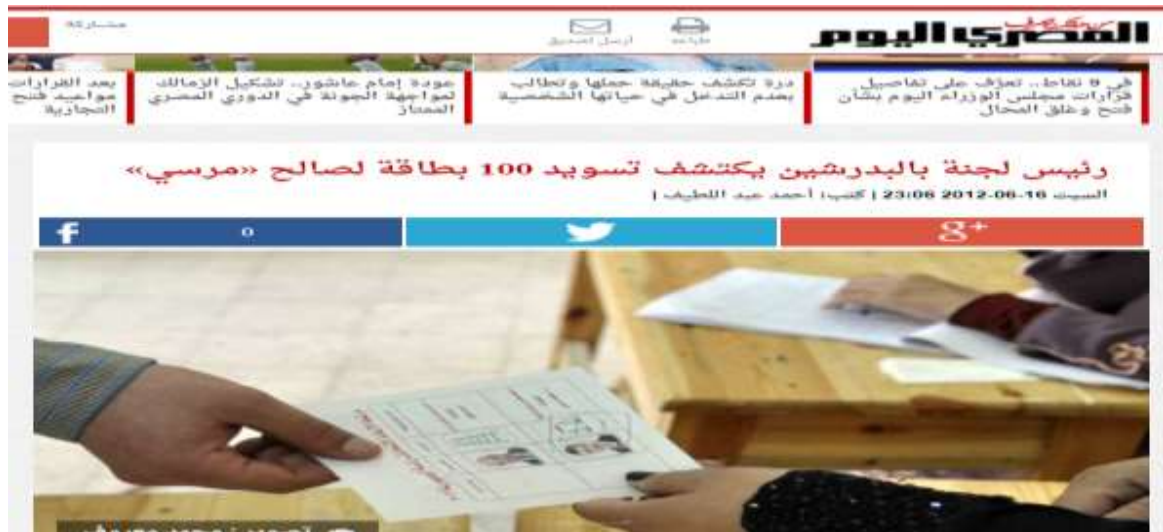 المصري اليوم
طباعة
أرسل لصديق
مشاركة
في 9 نقاط.. تعرف على تفاصيل
قرارات مجلس الوزراء اليوم بشأن
فتح وغلق المحال
درة تكشف حقيقة حملها وتطالب
بعدم التدخل في حياتها الشخصية
عودة إمام عاشور.. تشكيل الزمالك
لمواجهة الجونة في الدوري المصري
الممتاز
بعد القرارات
مواعيد فتح
التجارية
رئيس لجنة بالبدرشين يكتشف تسويد 100 بطاقة لصالح «مرسي»
السبت 16-06-2012 23:06 | كتب: أحمد عبد اللطيف |
f 0
g+